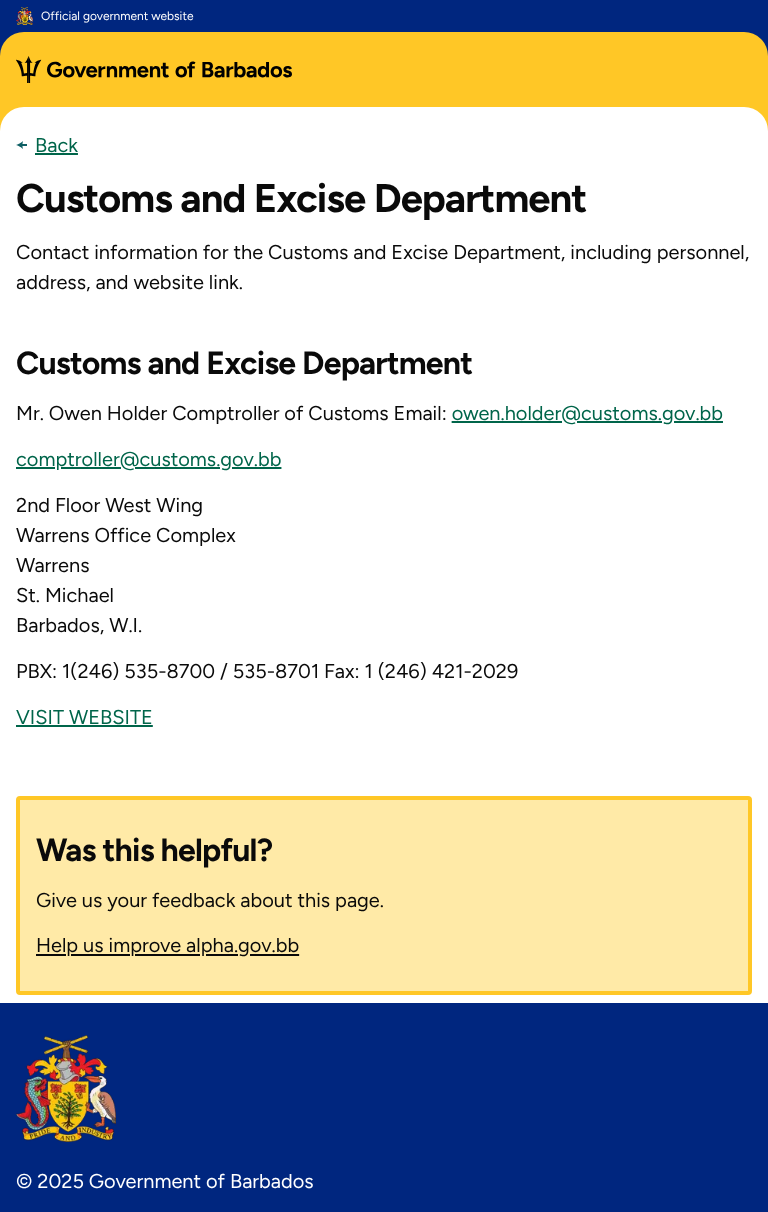 Official government website
Government of Barbados
Back
Customs and Excise Department
Contact information for the Customs and Excise Department, including personnel,
address, and website link.
Customs and Excise Department
Mr. Owen Holder Comptroller of Customs Email: owen.holder@customs.gov.bb
comptroller@customs.gov.bb
2nd Floor West Wing
Warrens Office Complex
Warrens
St. Michael
Barbados, W.I.
PBX: 1(246) 535-8700 / 535-8701 Fax: 1 (246) 421-2029
VISIT WEBSITE
Was this helpful?
Give us your feedback about this page.
Help us improve alpha.gov.bb
PRIDE AND INDUSTRY
© 2025 Government of Barbados